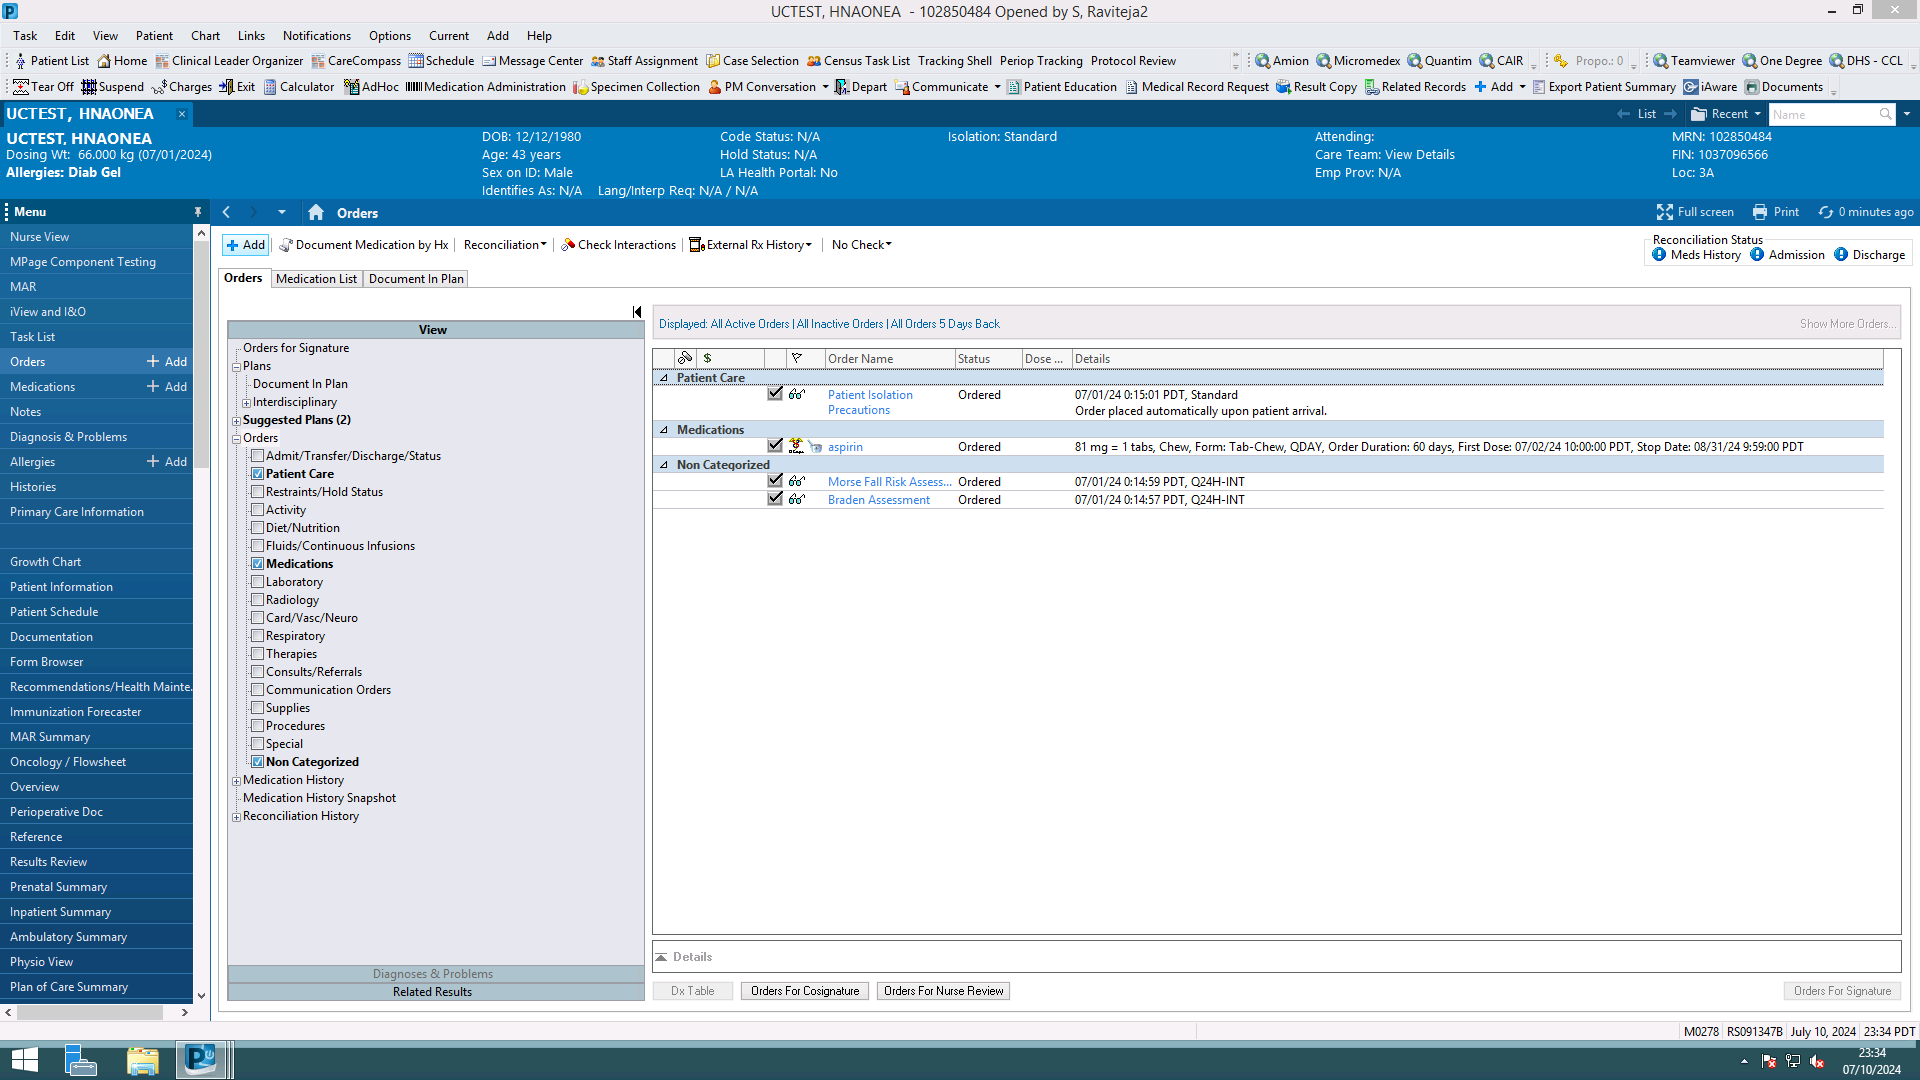 UCTEST, HNAONEA - 102850484 Opened by S, Raviteja2
Task Edit View Patient Chart Links Notifications Options Current Add Help
Patient List Home Clinical Leader Organizer CareCompass Schedule Message Center Staff Assignment Case Selection Census Task List Tracking Shell Periop Tracking Protocol Review Amion Micromedex Quantim CAIR Propo.: 0 Teamviewer One Degree DHS - CCL
Tear Off Suspend Charges Exit Calculator AdHoc Medication Administration Specimen Collection PM Conversation Depart Communicate Patient Education Medical Record Request Result Copy Related Records Add Export Patient Summary iAware Documents
UCTEST, HNAONEA × List Recent Name
UCTEST, HNAONEA DOB: 12/12/1980 Code Status: N/A Isolation: Standard Attending: MRN: 102850484
Dosing Wt: 66.000 kg (07/01/2024) Age: 43 years Hold Status: N/A Care Team: View Details FIN: 1037096566
Allergies: Diab Gel Sex on ID: Male LA Health Portal: No Emp Prov: N/A Loc: 3A
Identifies As: N/A Lang/Interp Req: N/A / N/A
Menu
Nurse View
MPage Component Testing
MAR
iView and I&O
Task List
Orders + Add
Medications + Add
Notes
Diagnosis & Problems
Allergies + Add
Histories
Primary Care Information
Growth Chart
Patient Information
Patient Schedule
Documentation
Form Browser
Recommendations/Health Mainte.
Immunization Forecaster
MAR Summary
Oncology / Flowsheet
Overview
Perioperative Doc
Reference
Results Review
Prenatal Summary
Inpatient Summary
Ambulatory Summary
Physio View
Plan of Care Summary
Orders Full screen Print 0 minutes ago
+ Add Document Medication by Hx Reconciliation Check Interactions External Rx History No Check
Reconciliation Status
Meds History Admission Discharge
Orders Medication List Document In Plan
View
Orders for Signature
Plans
Document In Plan
Interdisciplinary
Suggested Plans (2)
Orders
Admit/Transfer/Discharge/Status
Patient Care
Restraints/Hold Status
Activity
Diet/Nutrition
Fluids/Continuous Infusions
Medications
Laboratory
Radiology
Card/Vasc/Neuro
Respiratory
Therapies
Consults/Referrals
Communication Orders
Supplies
Procedures
Special
Non Categorized
Medication History
Medication History Snapshot
Reconciliation History
Diagnoses & Problems
Related Results
Displayed: All Active Orders | All Inactive Orders | All Orders 5 Days Back Show More Orders...
$ Order Name Status Dose ... Details
Patient Care
Patient Isolation Precautions Ordered 07/01/24 0:15:01 PDT, Standard
Order placed automatically upon patient arrival.
Medications
aspirin Ordered 81 mg = 1 tabs, Chew, Form: Tab-Chew, QDAY, Order Duration: 60 days, First Dose: 07/02/24 10:00:00 PDT, Stop Date: 08/31/24 9:59:00 PDT
Non Categorized
Morse Fall Risk Assess... Ordered 07/01/24 0:14:59 PDT, Q24H-INT
Braden Assessment Ordered 07/01/24 0:14:57 PDT, Q24H-INT
Details
Dx Table Orders For Cosignature Orders For Nurse Review Orders For Signature
M0278 RS091347B July 10, 2024 23:34 PDT
23:34
07/10/2024